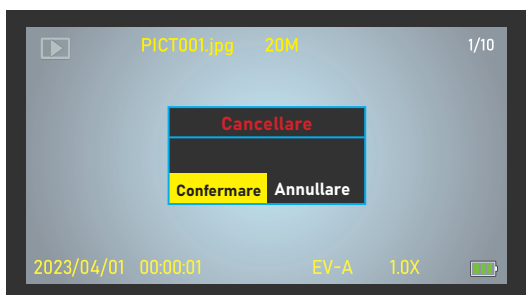 PICT001.jpg 20M 1/10
Cancellare
Confermare Annullare
2023/04/01 00:00:01 EV-A 1.0X